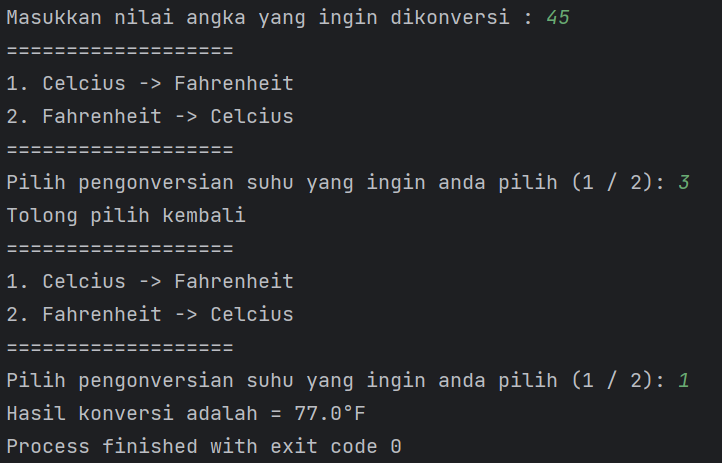 Masukkan nilai angka yang ingin dikonversi : 45
===================
1. Celcius -> Fahrenheit
2. Fahrenheit -> Celcius
===================
Pilih pengonversian suhu yang ingin anda pilih (1 / 2): 3
Tolong pilih kembali
===================
1. Celcius -> Fahrenheit
2. Fahrenheit -> Celcius
===================
Pilih pengonversian suhu yang ingin anda pilih (1 / 2): 1
Hasil konversi adalah = 77.0°F
Process finished with exit code 0